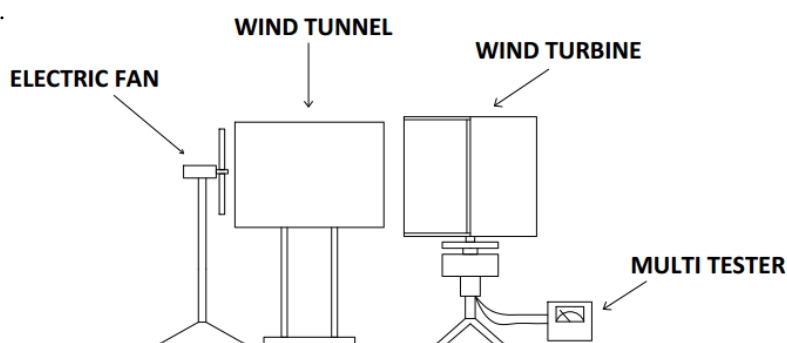 WIND TUNNEL
WIND TURBINE
ELECTRIC FAN
MULTI TESTER